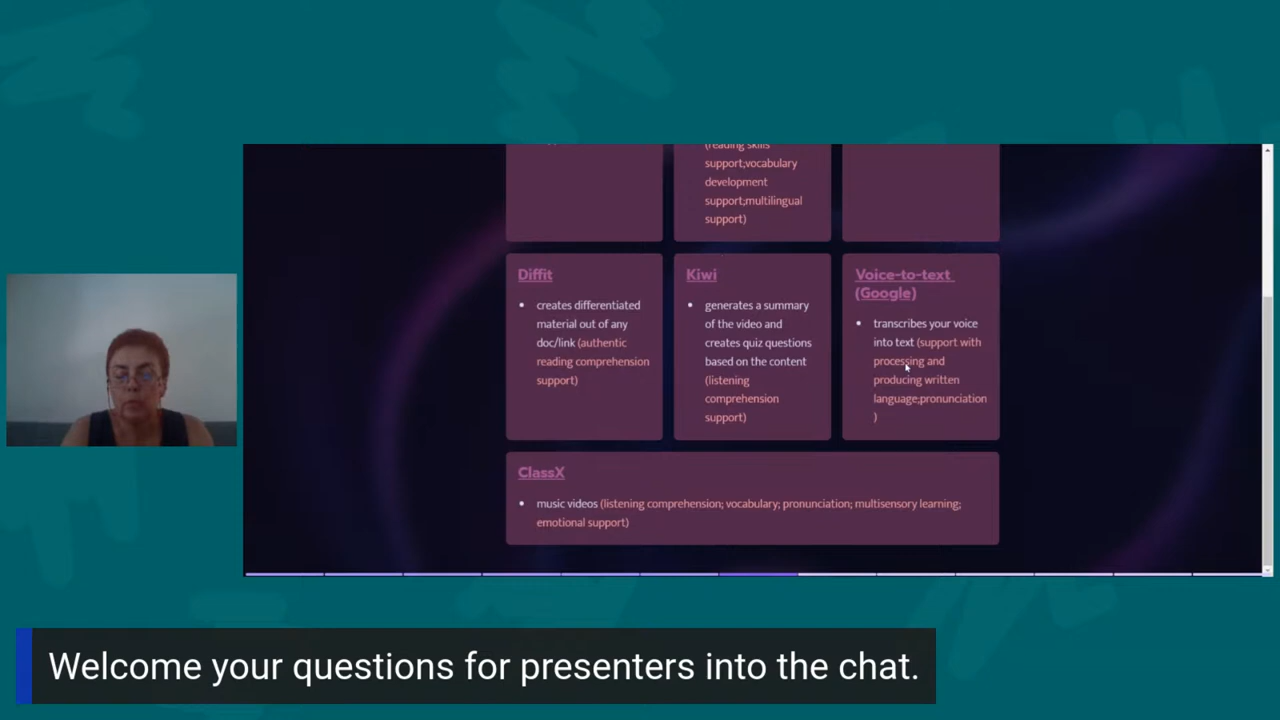 (reading skills
support;vocabulary
development
support;multilingual
support)
Diffit
creates differentiated
material out of any
doc/link (authentic
reading comprehension
support)
Kiwi
generates a summary
of the video and
creates quiz questions
based on the content
(listening
comprehension
support)
Voice-to-text
(Google)
transcribes your voice
into text (support with
processing and
producing written
language;pronunciation
)
ClassX
music videos (listening comprehension; vocabulary; pronunciation; multisensory learning;
emotional support)
Welcome your questions for presenters into the chat.